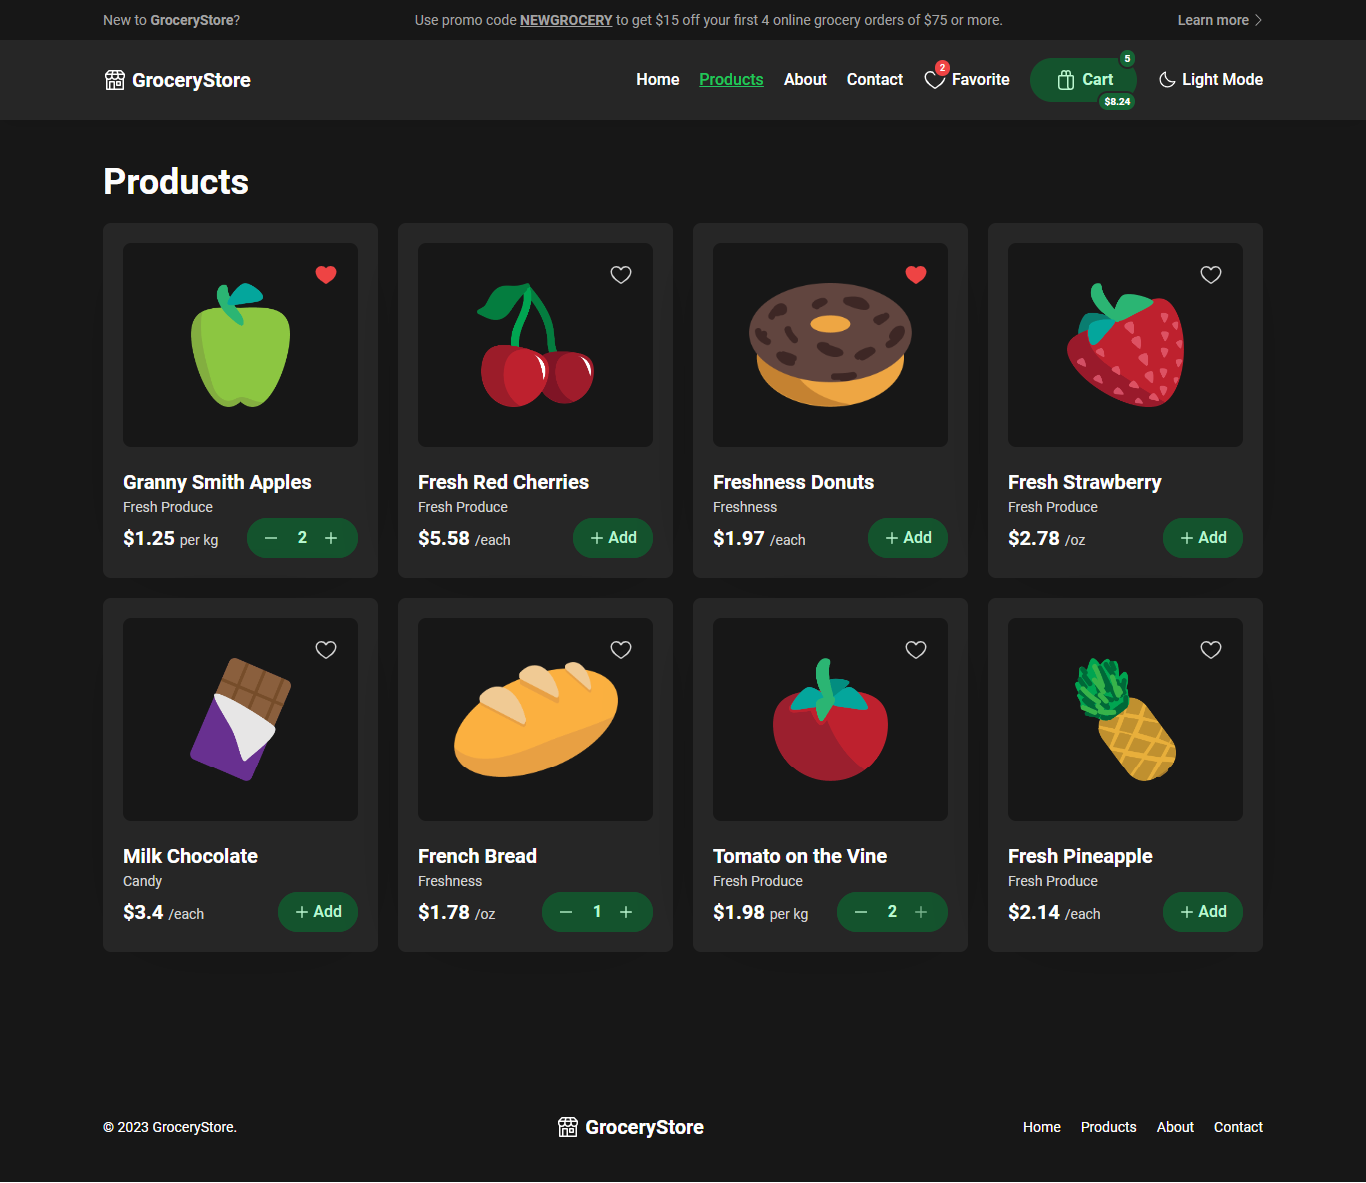 New to GroceryStore?
Use promo code NEWGROCERY to get $15 off your first 4 online grocery orders of $75 or more.
Learn more
GroceryStore
Home
Products
About
Contact
2
Favorite
Cart
5
$8.24
Light Mode
Products
Granny Smith Apples
Fresh Produce
$1.25 per kg
2
Fresh Red Cherries
Fresh Produce
$5.58 /each
Add
Freshness Donuts
Freshness
$1.97 /each
Add
Fresh Strawberry
Fresh Produce
$2.78 /oz
Add
Milk Chocolate
Candy
$3.4 /each
Add
French Bread
Freshness
$1.78 /oz
1
Tomato on the Vine
Fresh Produce
$1.98 per kg
2
Fresh Pineapple
Fresh Produce
$2.14 /each
Add
© 2023 GroceryStore.
GroceryStore
Home
Products
About
Contact